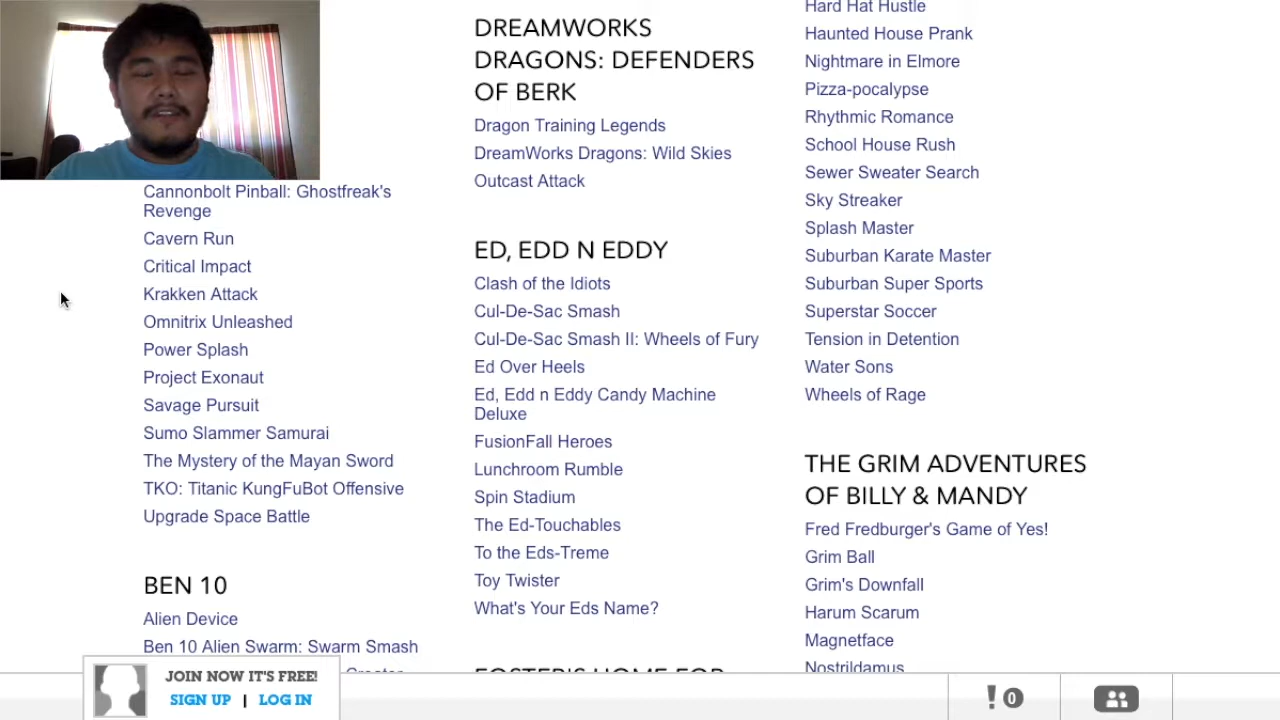 Cannonbolt Pinball: Ghostfreak's
Revenge
Cavern Run
Critical Impact
Krakken Attack
Omnitrix Unleashed
Power Splash
Project Exonaut
Savage Pursuit
Sumo Slammer Samurai
The Mystery of the Mayan Sword
TKO: Titanic KungFuBot Offensive
Upgrade Space Battle
BEN 10
Alien Device
Ben 10 Alien Swarm: Swarm Smash
Creator
DREAMWORKS
DRAGONS: DEFENDERS
OF BERK
Dragon Training Legends
DreamWorks Dragons: Wild Skies
Outcast Attack
ED, EDD N EDDY
Clash of the Idiots
Cul-De-Sac Smash
Cul-De-Sac Smash II: Wheels of Fury
Ed Over Heels
Ed, Edd n Eddy Candy Machine
Deluxe
FusionFall Heroes
Lunchroom Rumble
Spin Stadium
The Ed-Touchables
To the Eds-Treme
Toy Twister
What's Your Eds Name?
FOSTER'S HOME FOR
Hard Hat Hustle
Haunted House Prank
Nightmare in Elmore
Pizza-pocalypse
Rhythmic Romance
School House Rush
Sewer Sweater Search
Sky Streaker
Splash Master
Suburban Karate Master
Suburban Super Sports
Superstar Soccer
Tension in Detention
Water Sons
Wheels of Rage
THE GRIM ADVENTURES
OF BILLY & MANDY
Fred Fredburger's Game of Yes!
Grim Ball
Grim's Downfall
Harum Scarum
Magnetface
Nostrildamus
JOIN NOW IT'S FREE!
SIGN UP | LOG IN
! 0